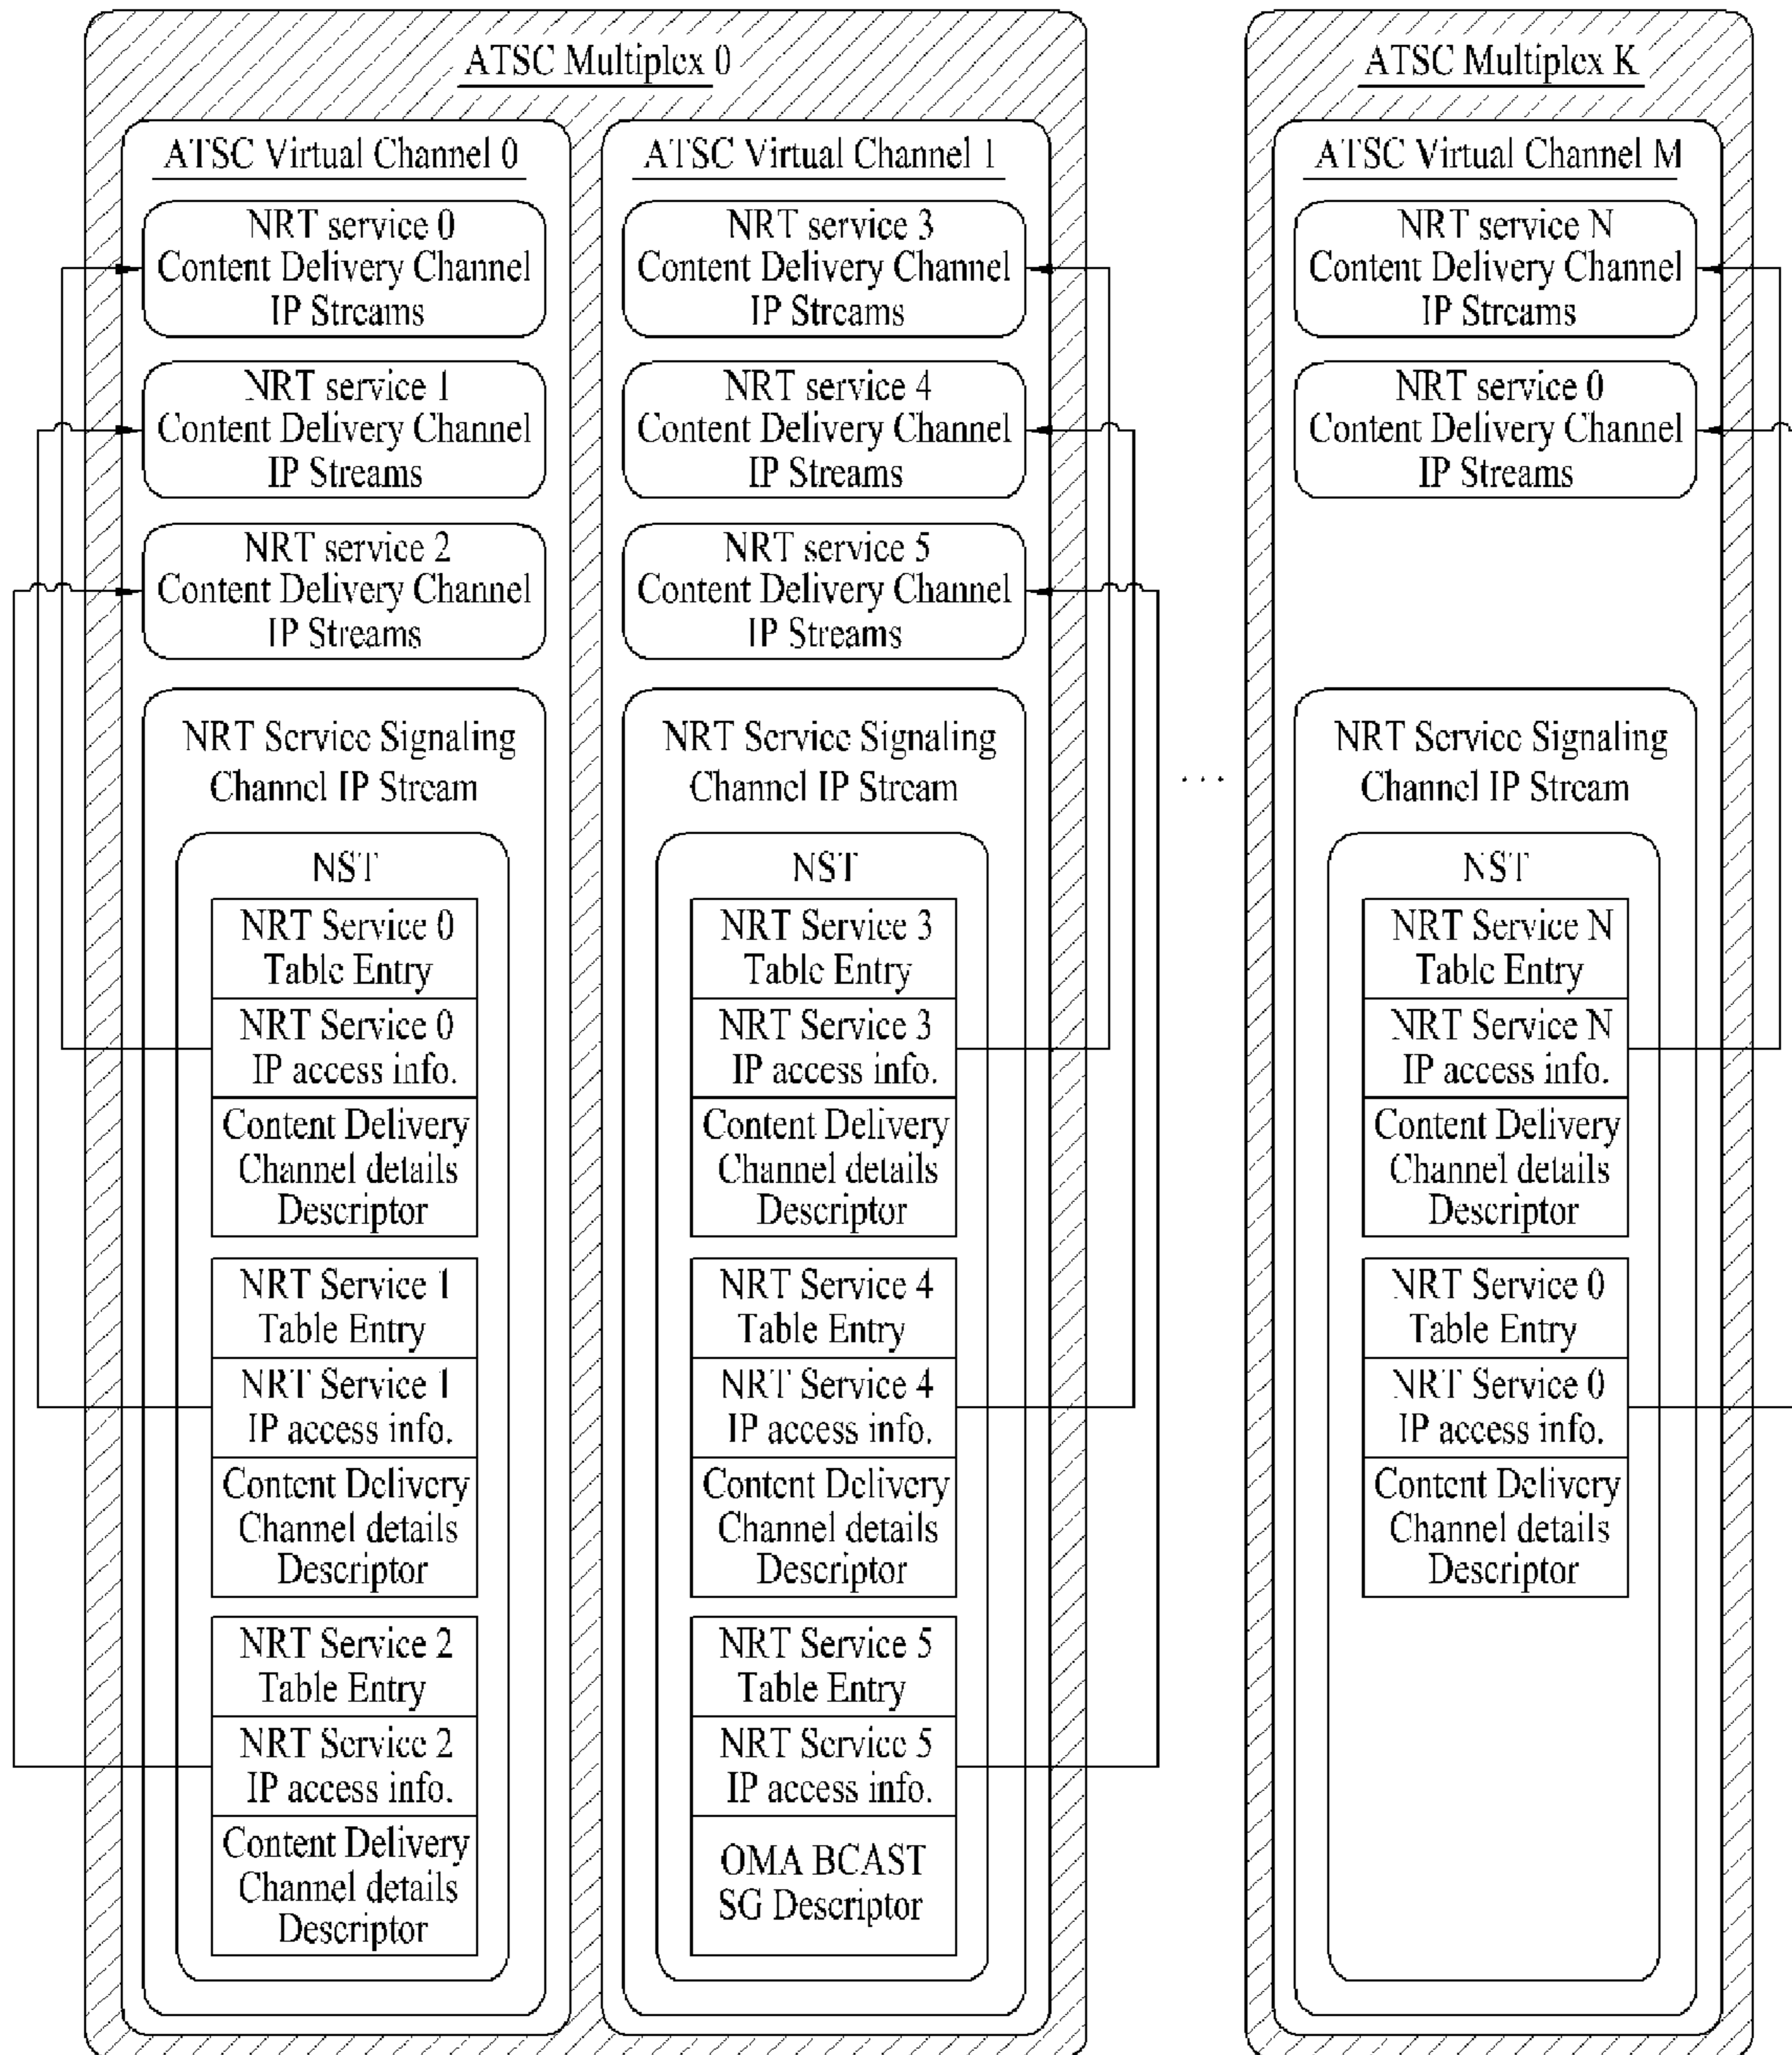 ATSC Multiplex 0
ATSC Virtual Channel 0
NRT service 0
Content Delivery Channel
IP Streams
NRT service 1
Content Delivery Channel
IP Streams
NRT service 2
Content Delivery Channel
IP Streams
NRT Service Signaling
Channel IP Stream
NST
NRT Service 0
Table Entry
NRT Service 0
IP access info.
Content Delivery
Channel details
Descriptor
NRT Service 1
Table Entry
NRT Service 1
IP access info.
Content Delivery
Channel details
Descriptor
NRT Service 2
Table Entry
NRT Service 2
IP access info.
Content Delivery
Channel details
Descriptor
ATSC Virtual Channel 1
NRT service 3
Content Delivery Channel
IP Streams
NRT service 4
Content Delivery Channel
IP Streams
NRT service 5
Content Delivery Channel
IP Streams
NRT Service Signaling
Channel IP Stream
NST
NRT Service 3
Table Entry
NRT Service 3
IP access info.
Content Delivery
Channel details
Descriptor
NRT Service 4
Table Entry
NRT Service 4
IP access info.
Content Delivery
Channel details
Descriptor
NRT Service 5
Table Entry
NRT Service 5
IP access info.
OMA BCAST
SG Descriptor
...
ATSC Multiplex K
ATSC Virtual Channel M
NRT service N
Content Delivery Channel
IP Streams
NRT service 0
Content Delivery Channel
IP Streams
NRT Service Signaling
Channel IP Stream
NST
NRT Service N
Table Entry
NRT Service N
IP access info.
Content Delivery
Channel details
Descriptor
NRT Service 0
Table Entry
NRT Service 0
IP access info.
Content Delivery
Channel details
Descriptor